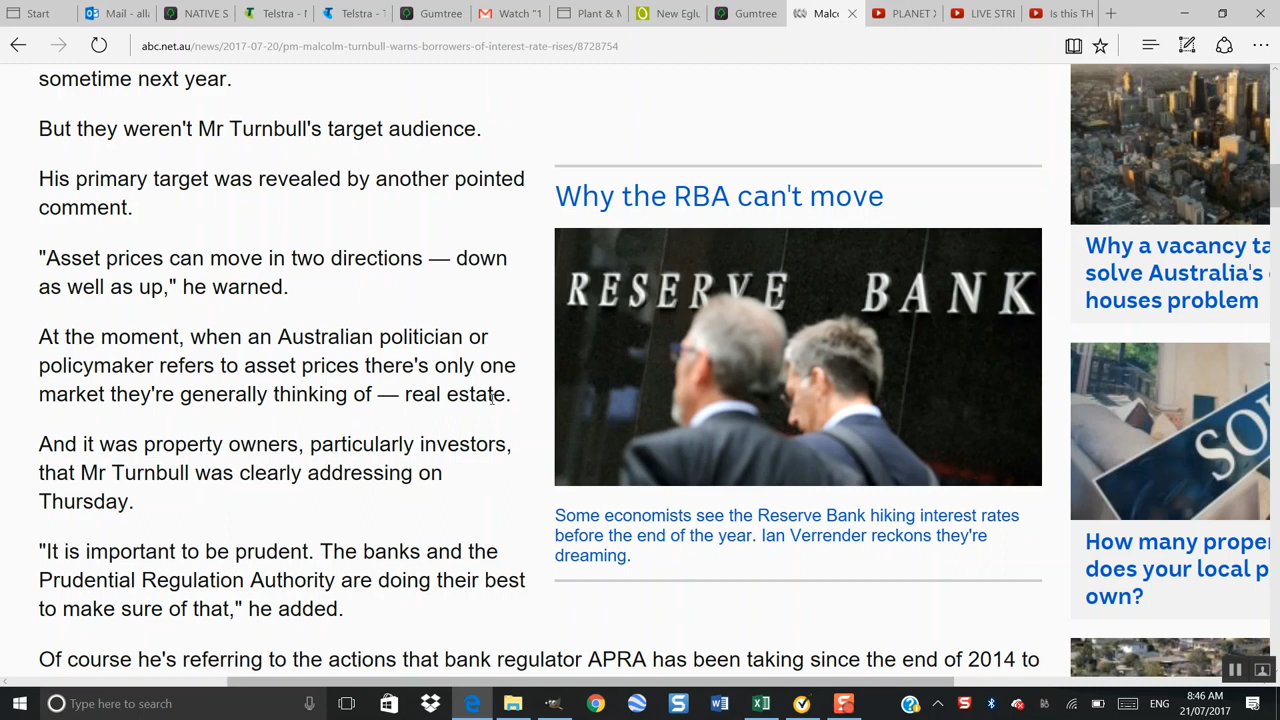 Start
Mail - alla
NATIVE S
Telstra - M
Telstra - T
Gumtree
Watch "1
Plant & M
New Eglu
Gumtree
Malco
PLANET X
LIVE STRE
Is this TH
abc.net.au/news/2017-07-20/pm-malcolm-turnbull-warns-borrowers-of-interest-rate-rises/8728754
sometime next year.
But they weren't Mr Turnbull's target audience.
His primary target was revealed by another pointed
comment.
"Asset prices can move in two directions — down
as well as up," he warned.
At the moment, when an Australian politician or
policymaker refers to asset prices there's only one
market they're generally thinking of — real estate.
And it was property owners, particularly investors,
that Mr Turnbull was clearly addressing on
Thursday.
"It is important to be prudent. The banks and the
Prudential Regulation Authority are doing their best
to make sure of that," he added.
Of course he's referring to the actions that bank regulator APRA has been taking since the end of 2014 to
Why the RBA can't move
RESERVE BANK
Some economists see the Reserve Bank hiking interest rates
before the end of the year. Ian Verrender reckons they're
dreaming.
Why a vacancy ta
solve Australia's
houses problem
SOL
How many proper
does your local p
own?
Type here to search
ENG
8:46 AM
21/07/2017